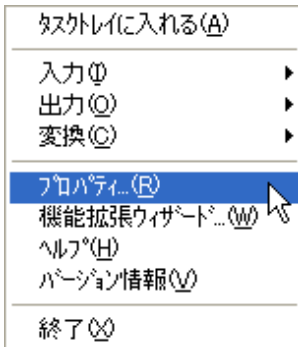 ﾀｽｸﾄﾚｲに入れる(A)
入力(I)
出力(O)
変換(C)
ﾌﾟﾛﾊﾟﾃｨ...(R)
機能拡張ｳｨｻﾞｰﾄﾞ...(W)
ﾍﾙﾌﾟ(H)
ﾊﾞｰｼﾞｮﾝ情報(V)
終了(X)